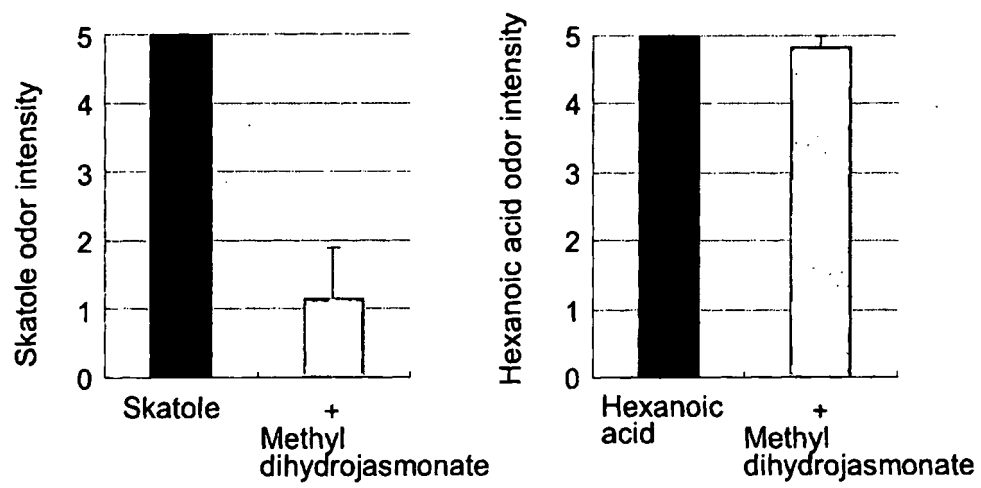 Skatole odor intensity
5
4
3
2
1
0
Skatole
+
Methyl
dihydrojasmonate
Hexanoic acid odor intensity
5
4
3
2
1
0
Hexanoic
acid
+
Methyl
dihydrojasmonate